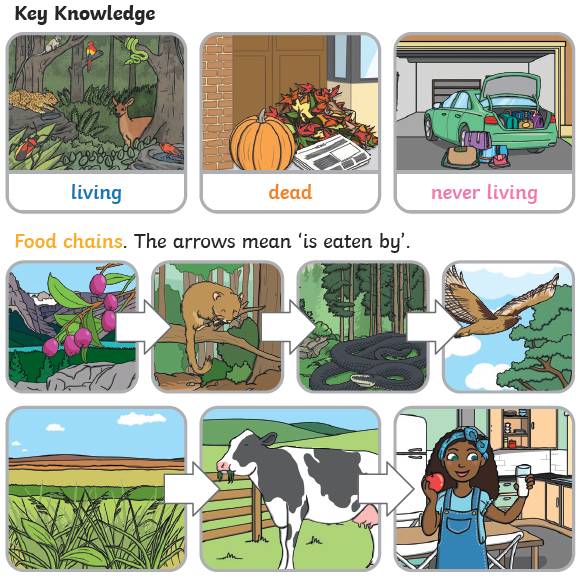 Key Knowledge
living
dead
never living
Food chains. The arrows mean ‘is eaten by’.